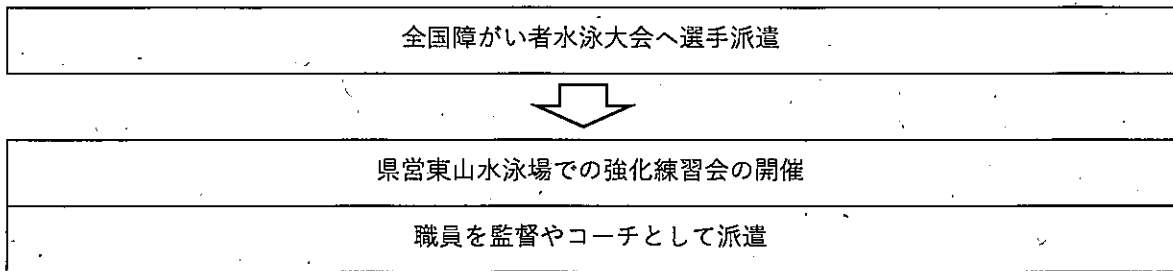 全国障がい者水泳大会へ選手派遣
県営東山水泳場での強化練習会の開催
職員を監督やコーチとして派遣